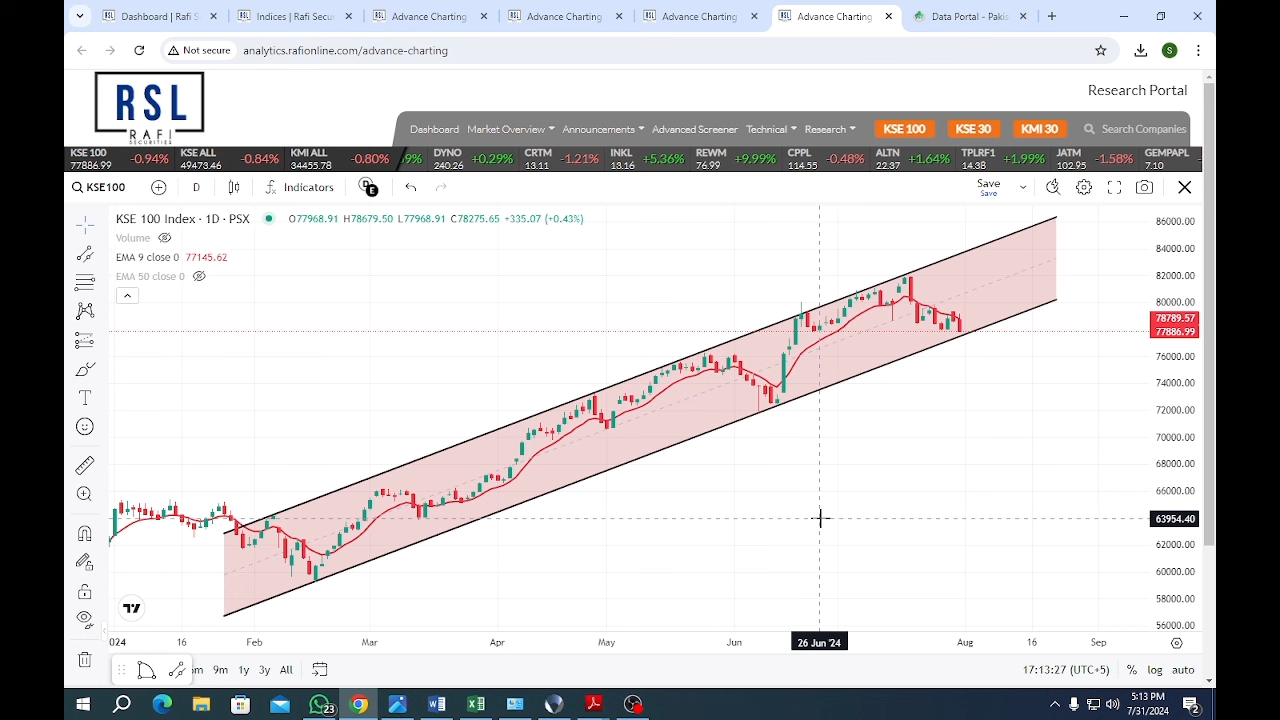 Dashboard | Rafi S
Indices | Rafi Secur
Advance Charting
Advance Charting
Advance Charting
Advance Charting
Data Portal - Pakis
Not secure
analytics.rafionline.com/advance-charting
S
RSL
RAFI
SECURITIES
Research Portal
Dashboard Market Overview Announcements Advanced Screener Technical Research KSE 100 KSE 30 KMI 30 Search Companies
KSE 100 77886.99 -0.94%
KSE ALL 49473.46 -0.84%
KMI ALL 84455.78 -0.80%
9%
DYNO 240.26 +0.29%
CRTM 13.11 -1.21%
INKL 13.16 +5.36%
REWM 76.99 +9.99%
CPPL 114.55 -0.48%
ALTN 22.37 +1.64%
TPLRF1 14.38 +1.99%
JATM 102.95 -1.58%
GEMPAPL 7.10
KSE100 D Indicators D E Save
Save
KSE 100 Index · 1D · PSX O77968.91 H78679.50 L77968.91 C78275.65 +335.07 (+0.43%)
Volume
EMA 9 close 0 77145.62
EMA 50 close 0
86000.00
84000.00
82000.00
80000.00
78789.57
77886.99
76000.00
74000.00
72000.00
70000.00
68000.00
66000.00
63954.40
62000.00
60000.00
58000.00
56000.00
024 16 Feb Mar Apr May Jun 26 Jun '24 Aug 16 Sep
9m 1y 3y All
17:13:27 (UTC+5) % log auto
23
5:13 PM
7/31/2024